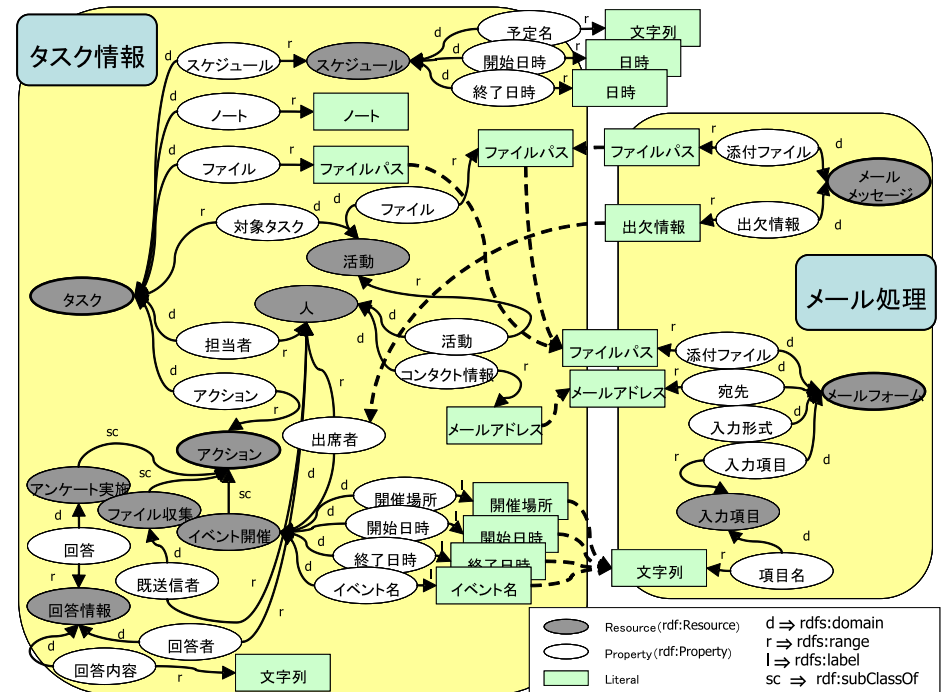 タスク情報
d
スケジュール
r
スケジュール
d
予定名
r
文字列
d
開始日時
r
日時
d
終了日時
r
日時
d
ノート
r
ノート
d
ファイル
r
ファイルパス
ファイルパス
r
d
ファイル
r
対象タスク
d
活動
タスク
人
r
d
担当者
r
d
活動
d
コンタクト情報
r
メールアドレス
d
アクション
r
r
アクション
出席者
d
sc
sc
sc
アンケート実施
ファイル収集
イベント開催
d
開催場所
l
開催場所
d
開始日時
l
開始日時
d
終了日時
l
終了日時
d
イベント名
l
イベント名
d
回答
r
d
既送信者
r
回答情報
d
回答者
r
d
回答内容
r
文字列
メール処理
ファイルパス
r
添付ファイル
d
メール
メッセージ
出欠情報
r
出欠情報
d
ファイルパス
r
添付ファイル
d
メールアドレス
r
宛先
d
メールフォーム
入力形式
d
入力項目
d
r
入力項目
d
文字列
r
項目名
Resource(rdf:Resource)
Property(rdf:Property)
Literal
d ⇒ rdfs:domain
r ⇒ rdfs:range
l ⇒ rdfs:label
sc ⇒ rdf:subClassOf